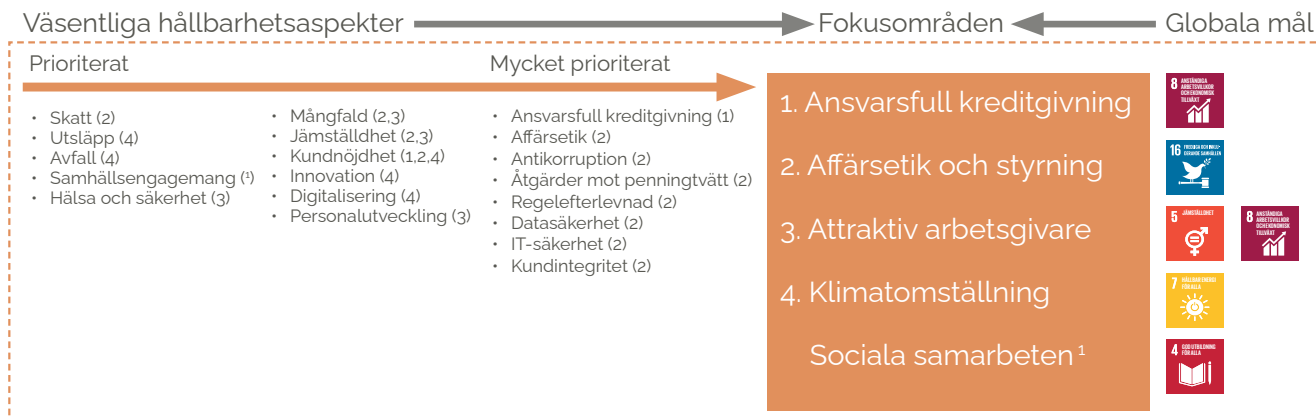 Väsentliga hållbarhetsaspekter
Fokusområden
Globala mål
Prioriterat
Mycket prioriterat
• Skatt (2)
• Utsläpp (4)
• Avfall (4)
• Samhällsengagemang (¹)
• Hälsa och säkerhet (3)
• Mångfald (2,3)
• Jämställdhet (2,3)
• Kundnöjdhet (1,2,4)
• Innovation (4)
• Digitalisering (4)
• Personalutveckling (3)
• Ansvarsfull kreditgivning (1)
• Affärsetik (2)
• Antikorruption (2)
• Åtgärder mot penningtvätt (2)
• Regelefterlevnad (2)
• Datasäkerhet (2)
• IT-säkerhet (2)
• Kundintegritet (2)
1. Ansvarsfull kreditgivning
2. Affärsetik och styrning
3. Attraktiv arbetsgivare
4. Klimatomställning
Sociala samarbeten ¹
8 ANSTÄNDIGA
ARBETSVILLKOR
OCH EKONOMISK
TILLVÄXT
16 FREDLIGA OCH INKLU-
DERANDE SAMHÄLLEN
5 JÄMSTÄLLDHET
8 ANSTÄNDIGA
ARBETSVILLKOR
OCH EKONOMISK
TILLVÄXT
7 HÅLLBAR ENERGI
FÖR ALLA
4 GOD UTBILDNING
FÖR ALLA